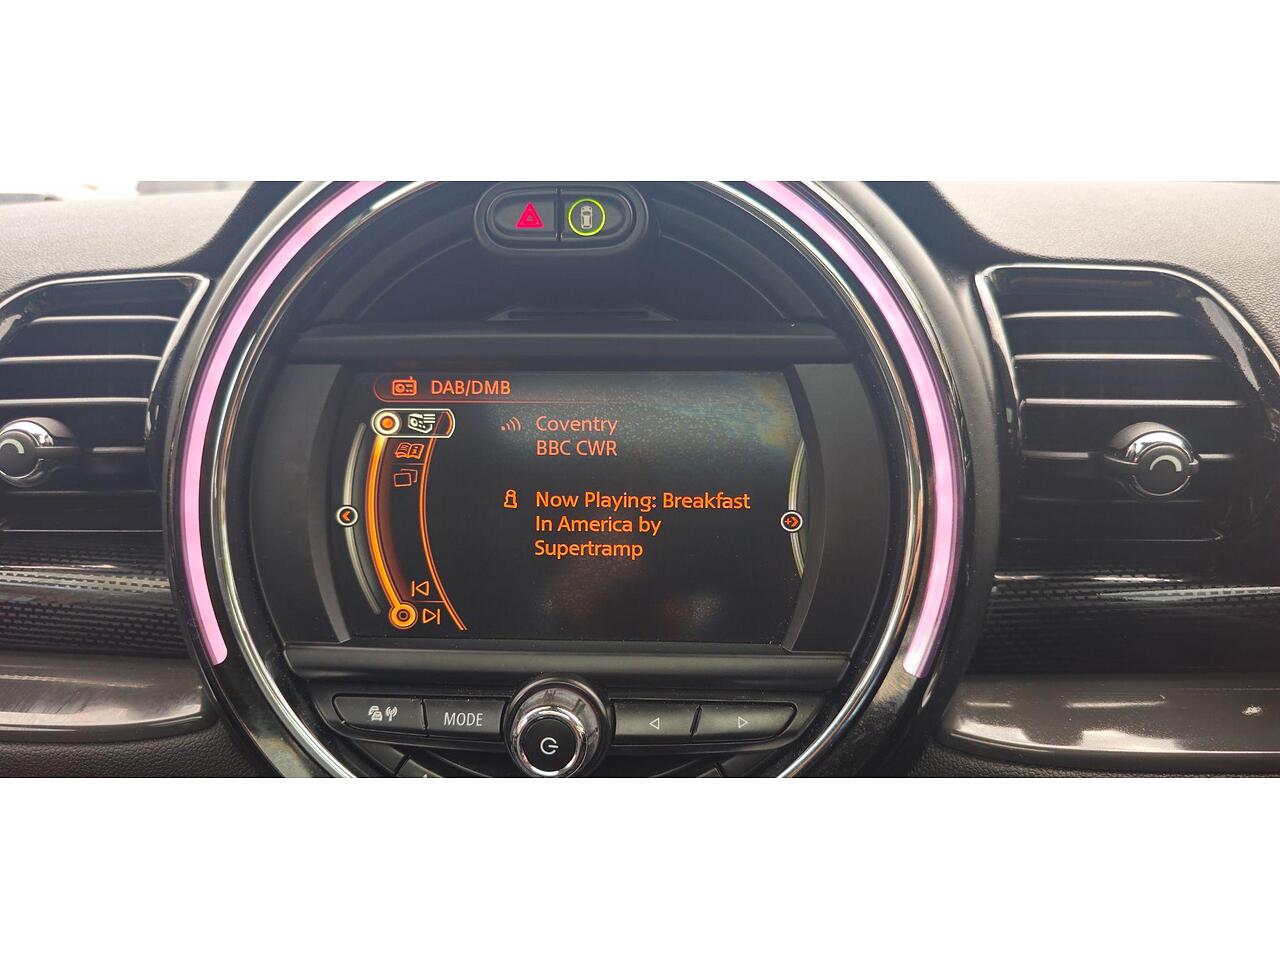 DAB/DMB
Coventry
BBC CWR
Now Playing: Breakfast
In America by
Supertramp
MODE